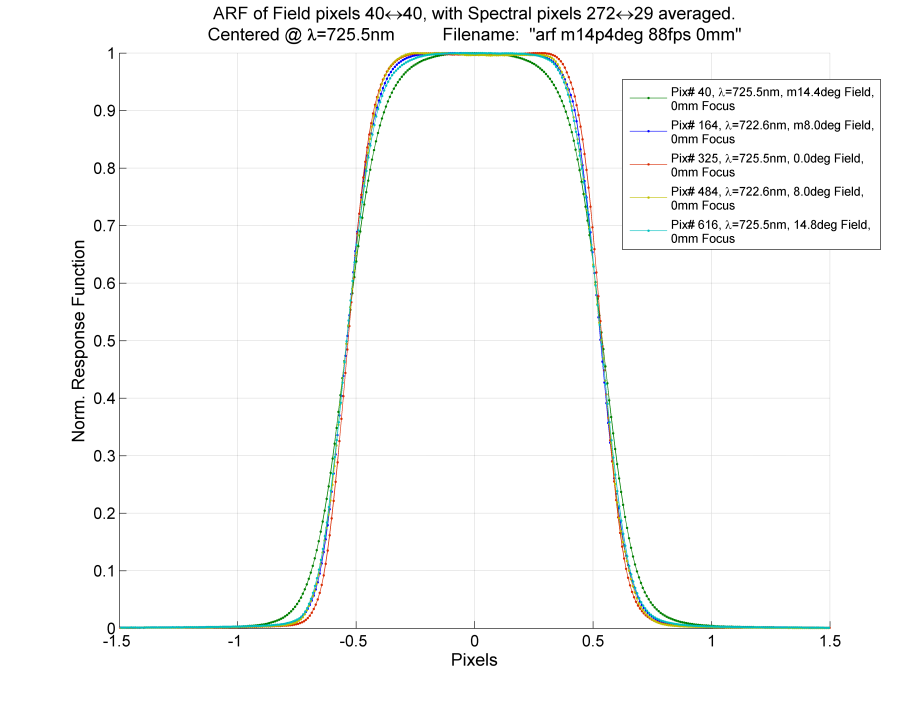 ARF of Field pixels 40↔40, with Spectral pixels 272↔29 averaged.
Centered @ λ=725.5nm Filename: "arf m14p4deg 88fps 0mm"
Pix# 40, λ=725.5nm, m14.4deg Field,
0mm Focus
Pix# 164, λ=722.6nm, m8.0deg Field,
0mm Focus
Pix# 325, λ=725.5nm, 0.0deg Field,
0mm Focus
Pix# 484, λ=722.6nm, 8.0deg Field,
0mm Focus
Pix# 616, λ=725.5nm, 14.8deg Field,
0mm Focus
Norm. Response Function
1
0.9
0.8
0.7
0.6
0.5
0.4
0.3
0.2
0.1
0
-1.5 -1 -0.5 0 0.5 1 1.5
Pixels